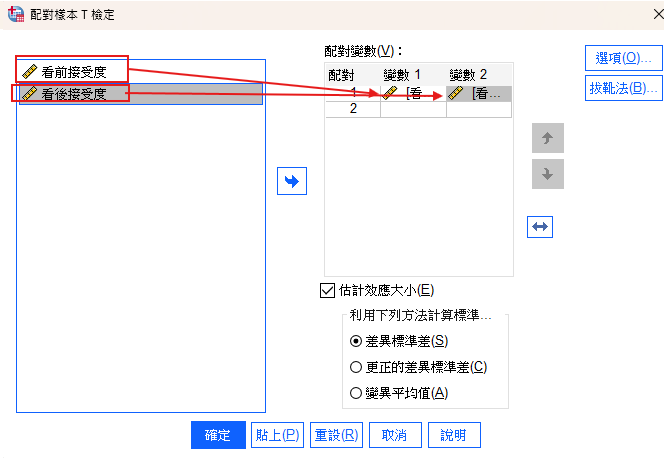 配對樣本 T 檢定
看前接受度
看後接受度
配對變數(V)：
配對 變數 1 變數 2
1 [看 [看...
2
選項(O)...
拔靴法(B)...
估計效應大小(E)
利用下列方法計算標準...
差異標準差(S)
更正的差異標準差(C)
變異平均值(A)
確定 貼上(P) 重設(R) 取消 說明